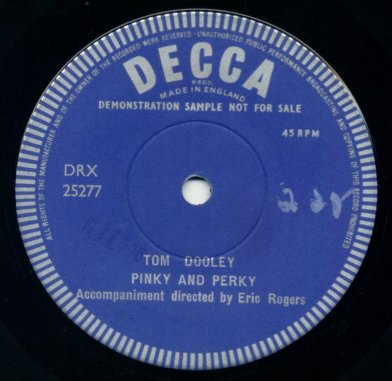 ALL RIGHTS OF THE MANUFACTURER AND OF THE OWNER OF THE RECORDED WORK RESERVED · UNAUTHORISED PUBLIC PERFORMANCE BROADCASTING AND COPYING OF THIS RECORD PROHIBITED
DECCA
REGD.
MADE IN ENGLAND
DEMONSTRATION SAMPLE NOT FOR SALE
45 RPM
DRX
25277
TOM DOOLEY
PINKY AND PERKY
Accompaniment directed by Eric Rogers